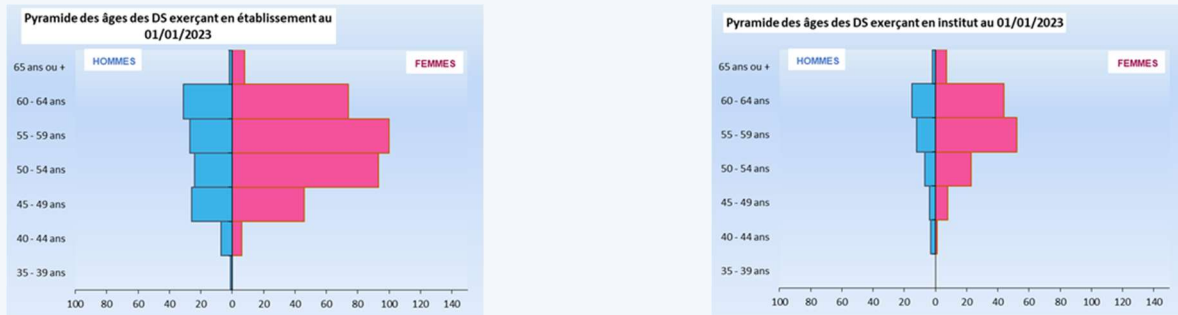 Pyramide des âges des DS exerçant en établissement au
01/01/2023
HOMMES
FEMMES
65 ans ou +
60 - 64 ans
55 - 59 ans
50 - 54 ans
45 - 49 ans
40 - 44 ans
35 - 39 ans
100 80 60 40 20 0 20 40 60 80 100 120 140
Pyramide des âges des DS exerçant en institut au 01/01/2023
HOMMES
FEMMES
65 ans ou +
60 - 64 ans
55 - 59 ans
50 - 54 ans
45 - 49 ans
40 - 44 ans
35 - 39 ans
100 80 60 40 20 0 20 40 60 80 100 120 140